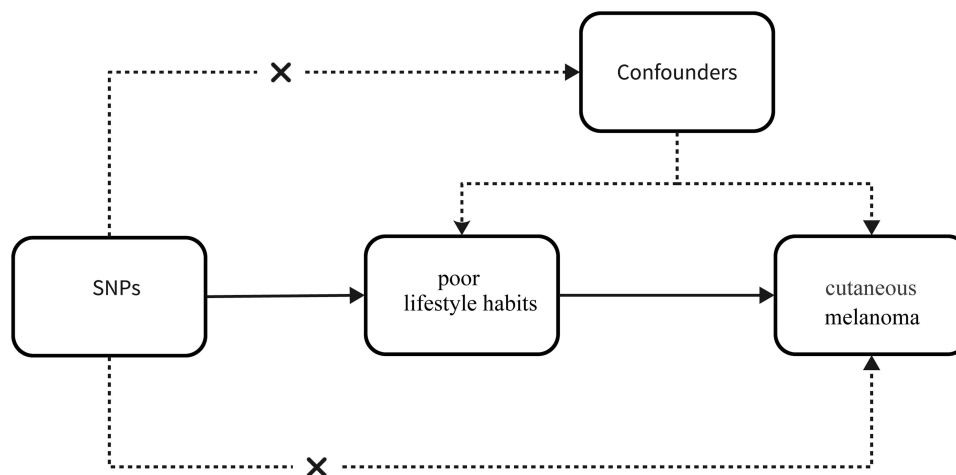 Confounders
SNPs
poor
lifestyle habits
cutaneous
melanoma